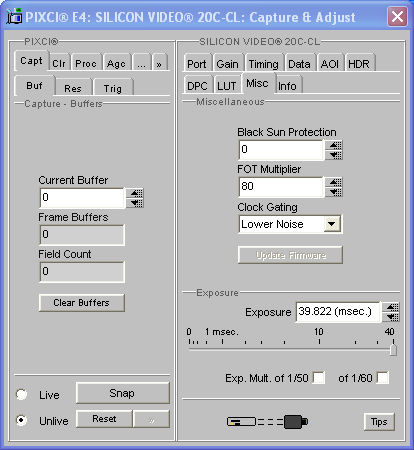 PIXCI® E4: SILICON VIDEO® 20C-CL: Capture & Adjust
PIXCI®
Capt Clr Proc Agc ... »
Buf Res Trig
Capture - Buffers
Current Buffer
0
Frame Buffers
0
Field Count
0
Clear Buffers
Live
Snap
Unlive
Reset
»
SILICON VIDEO® 20C-CL
Port Gain Timing Data AOI HDR
DPC LUT Misc Info
Miscellaneous
Black Sun Protection
0
FOT Multiplier
80
Clock Gating
Lower Noise
Update Firmware
Exposure
Exposure 39.822 (msec.)
0 1 msec. 10 40
Exp. Mult. of 1/50 of 1/60
Tips